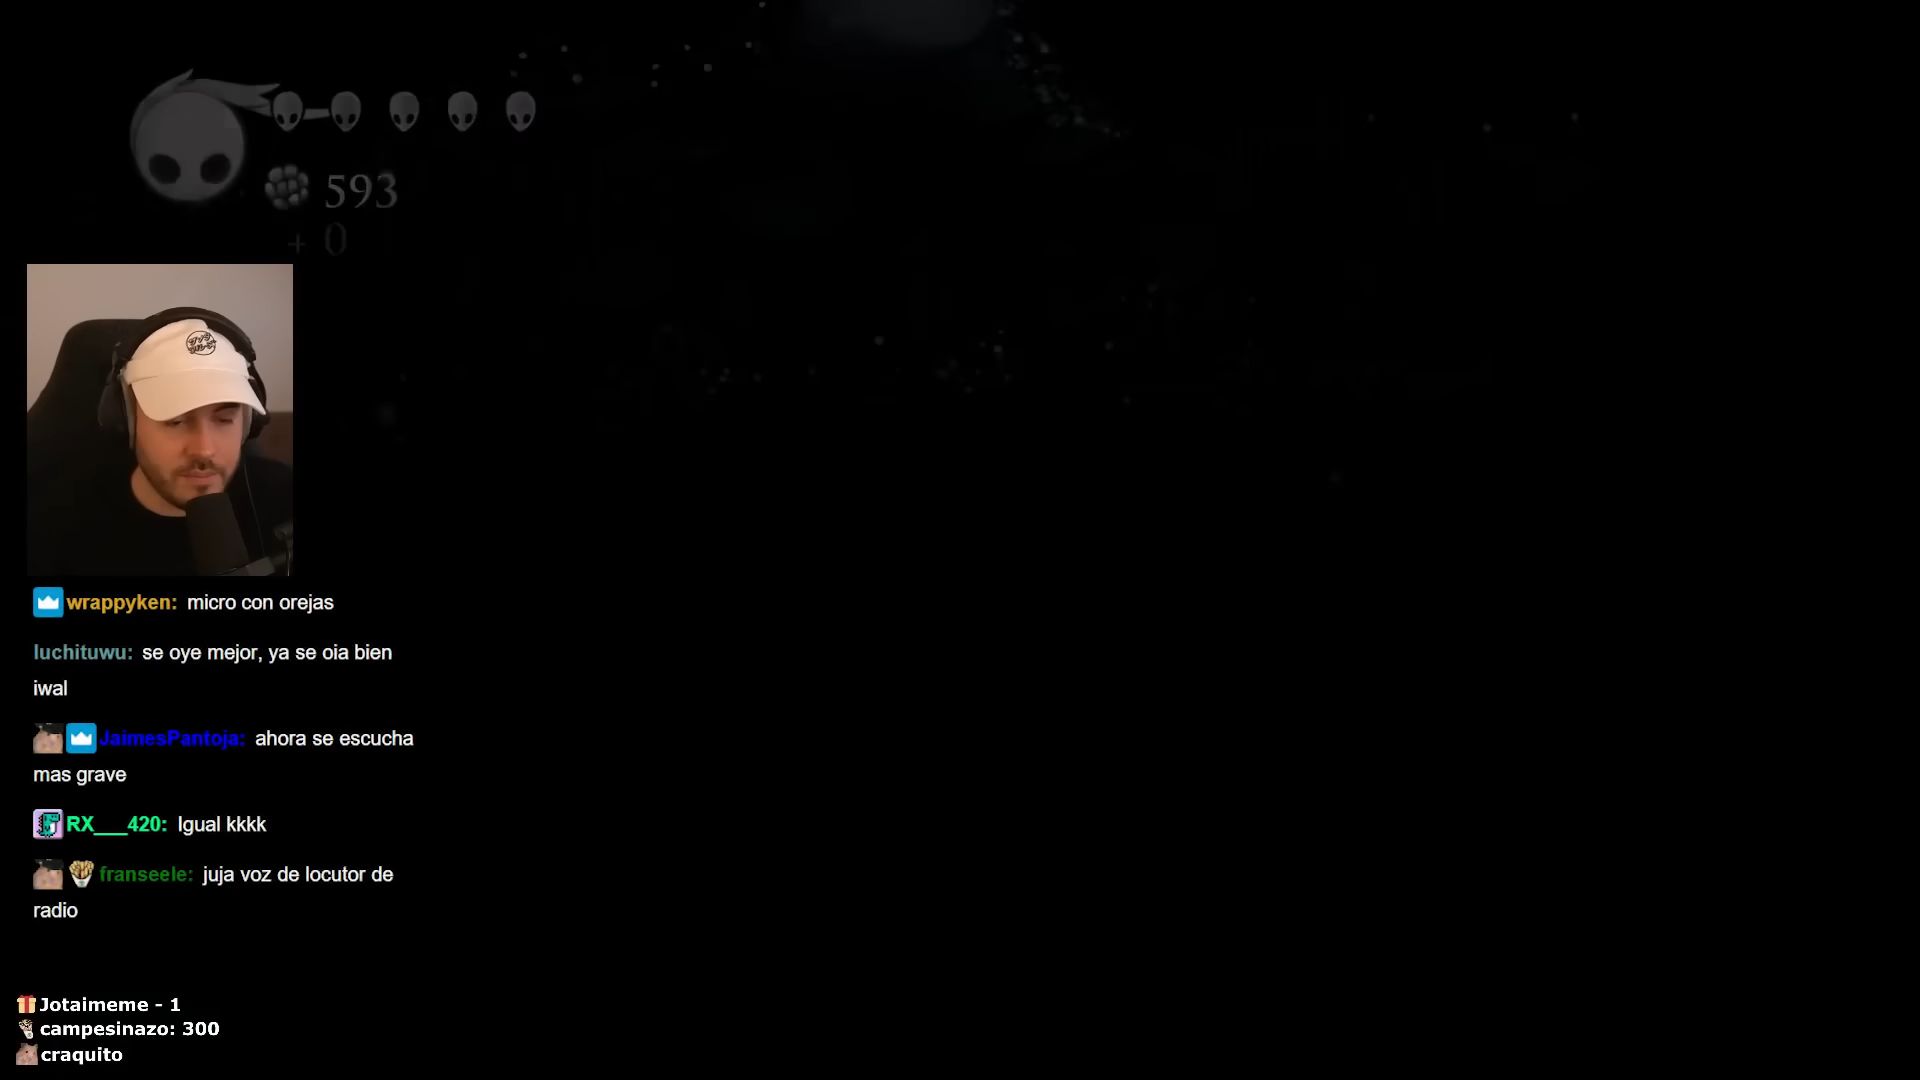 593
+ 0
wrappyken: micro con orejas
luchituwu: se oye mejor, ya se oia bien
iwal
JaimesPantoja: ahora se escucha
mas grave
RX___420: Igual kkkk
franseele: juja voz de locutor de
radio
Jotaimeme - 1
campesinazo: 300
craquito